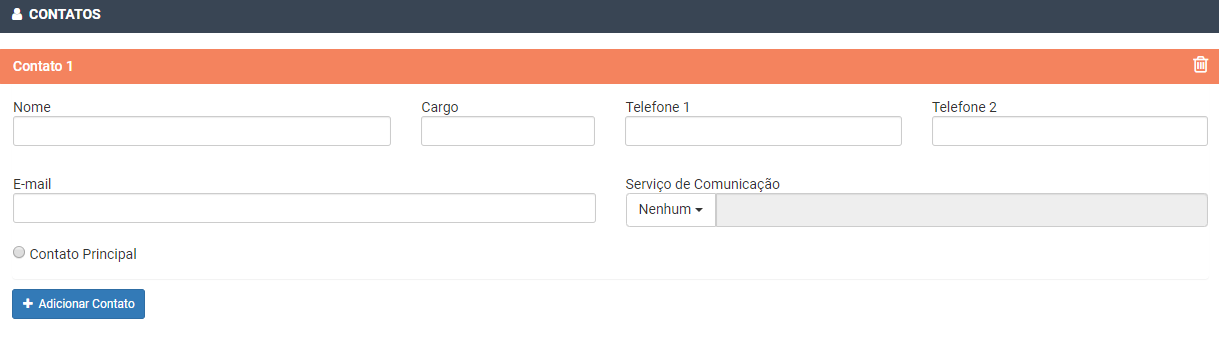 CONTATOS
Contato 1
Nome Cargo Telefone 1 Telefone 2
E-mail Serviço de Comunicação
Nenhum
Contato Principal
Adicionar Contato